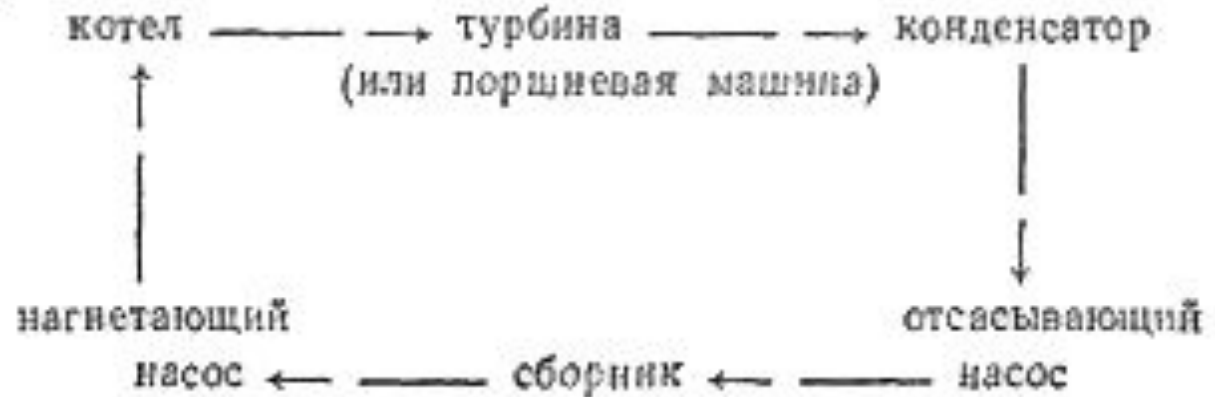 котел турбина конденсатор
(или поршневая машина)
нагнетающий отсасывающий
насос сборник насос